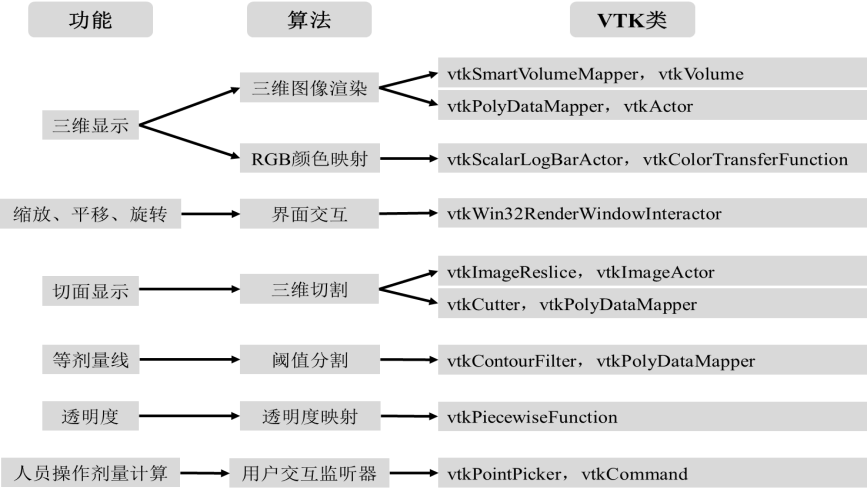 功能 算法 VTK类
三维图像渲染 vtkSmartVolumeMapper，vtkVolume
vtkPolyDataMapper，vtkActor
三维显示
RGB颜色映射 vtkScalarLogBarActor，vtkColorTransferFunction
缩放、平移、旋转 界面交互 vtkWin32RenderWindowInteractor
vtkImageReslice，vtkImageActor
切面显示 三维切割
vtkCutter，vtkPolyDataMapper
等剂量线 阈值分割 vtkContourFilter，vtkPolyDataMapper
透明度 透明度映射 vtkPiecewiseFunction
人员操作剂量计算 用户交互监听器 vtkPointPicker，vtkCommand